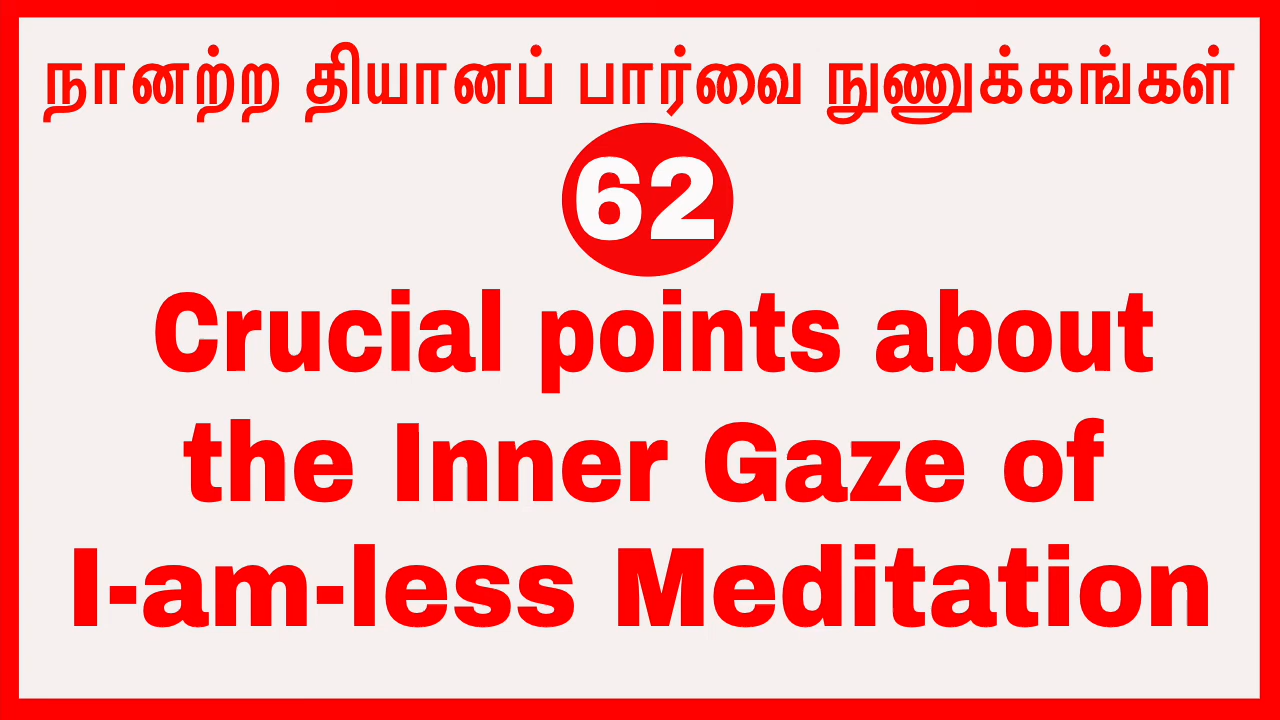 நானற்ற தியானப் பார்வை நுணுக்கங்கள்
62
Crucial points about
the Inner Gaze of
I-am-less Meditation